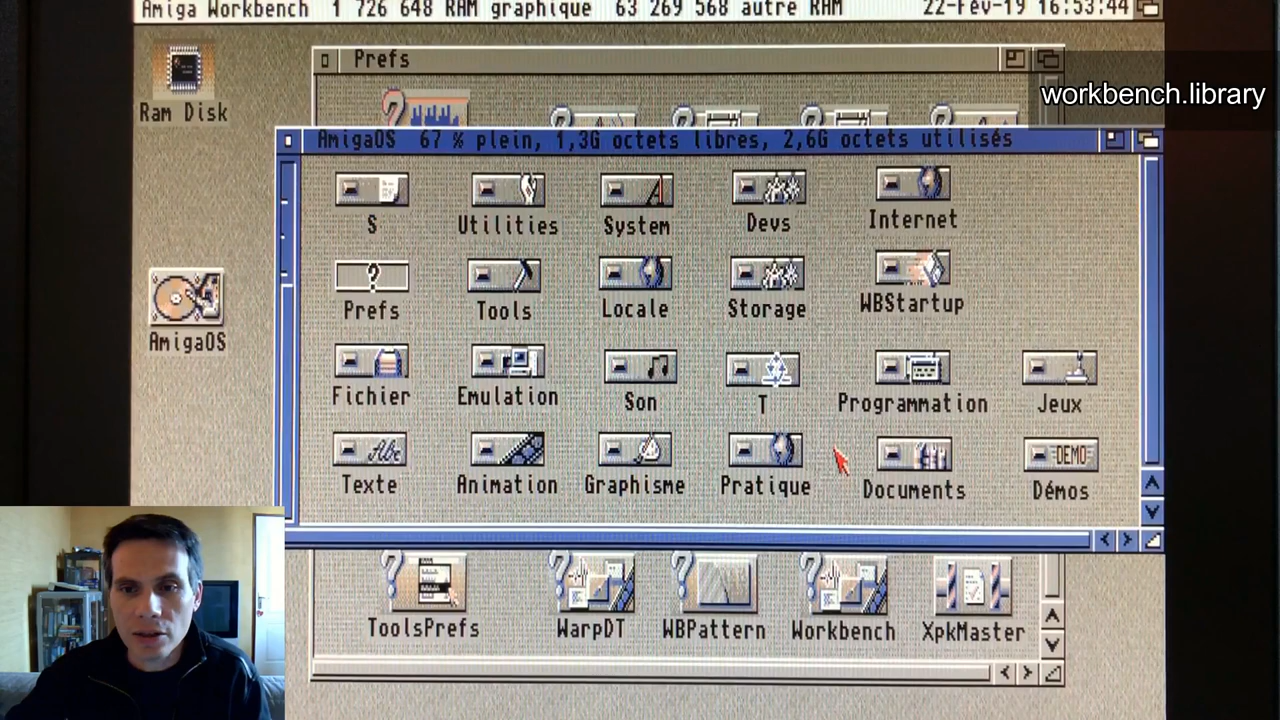 Amiga Workbench 1 726 648 RAM graphique 63 269 568 autre RAM 22-Fév-19 16:53:44
Ram Disk
Prefs
workbench.library
AmigaOS 67 % plein, 1,3G octets libres, 2,6G octets utilisés
S Utilities System Devs Internet
Prefs Tools Locale Storage WBStartup
AmigaOS
Fichier Emulation Son T Programmation Jeux
Abc
DEMO
Texte Animation Graphisme Pratique Documents Démos
ToolsPrefs WarpDT WBPattern Workbench XpkMaster